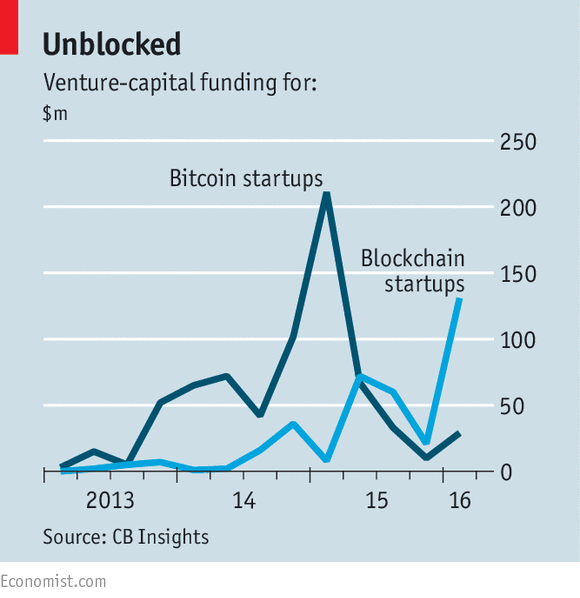 Unblocked
Venture-capital funding for:
$m
250
Bitcoin startups
200
Blockchain
startups
150
100
50
0
2013
14
15
16
Source: CB Insights
Economist.com